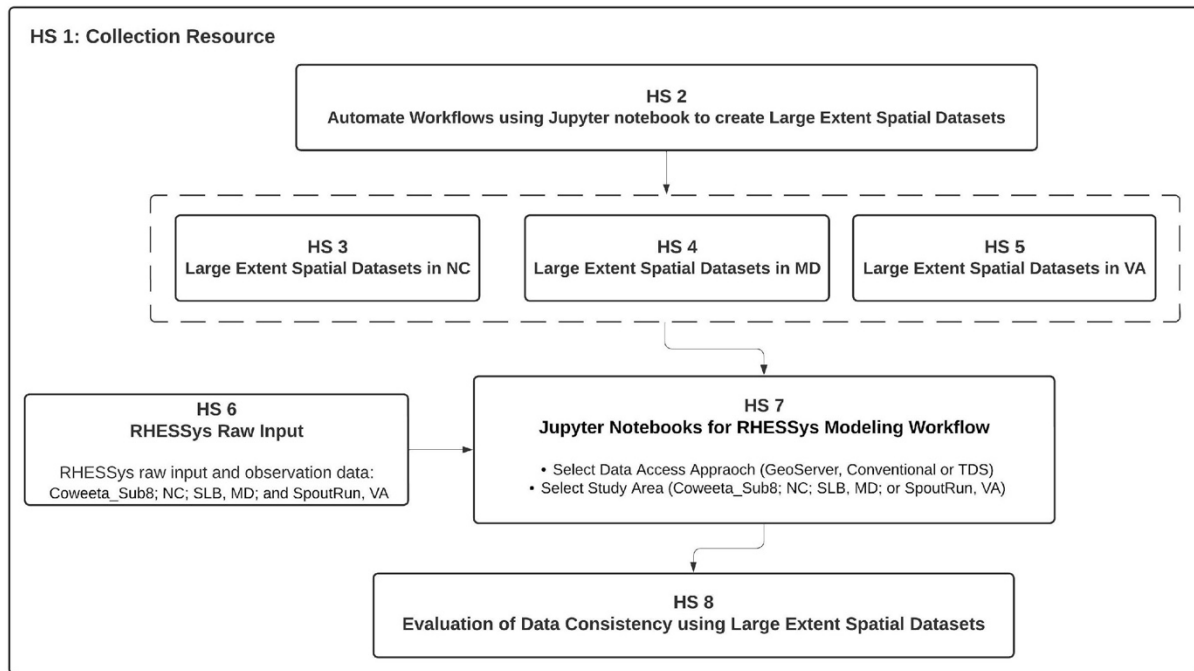 HS 1: Collection Resource
HS 2
Automate Workflows using Jupyter notebook to create Large Extent Spatial Datasets
HS 3
Large Extent Spatial Datasets in NC
HS 4
Large Extent Spatial Datasets in MD
HS 5
Large Extent Spatial Datasets in VA
HS 6
RHESSys Raw Input
RHESSys raw input and observation data:
Coweeta_Sub8; NC; SLB, MD; and SpoutRun, VA
HS 7
Jupyter Notebooks for RHESSys Modeling Workflow
• Select Data Access Appraoch (GeoServer, Conventional or TDS)
• Select Study Area (Coweeta_Sub8; NC; SLB, MD; or SpoutRun, VA)
HS 8
Evaluation of Data Consistency using Large Extent Spatial Datasets